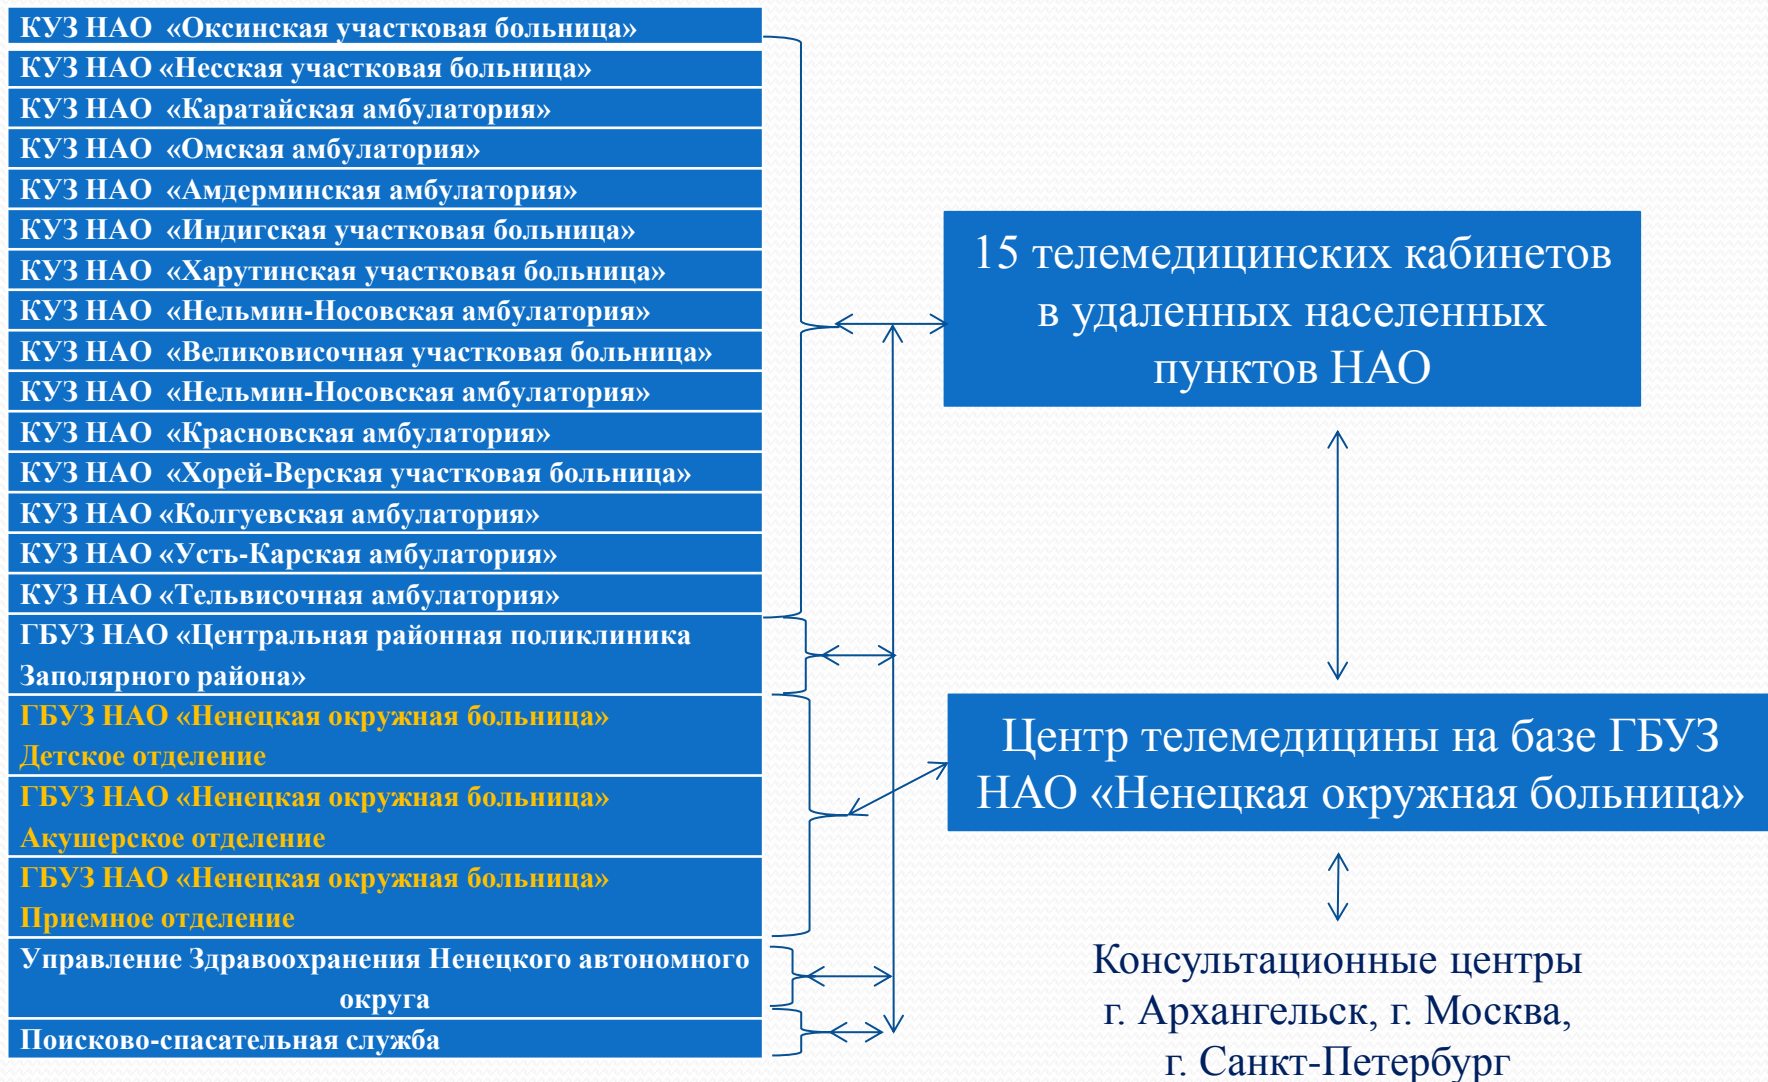 КУЗ НАО «Оксинская участковая больница»
КУЗ НАО «Несская участковая больница»
КУЗ НАО «Каратайская амбулатория»
КУЗ НАО «Омская амбулатория»
КУЗ НАО «Амдерминская амбулатория»
КУЗ НАО «Индигская участковая больница»
КУЗ НАО «Харутинская участковая больница»
КУЗ НАО «Нельмин-Носовская амбулатория»
КУЗ НАО «Великовисочная участковая больница»
КУЗ НАО «Нельмин-Носовская амбулатория»
КУЗ НАО «Красновская амбулатория»
КУЗ НАО «Хорей-Верская участковая больница»
КУЗ НАО «Колгуевская амбулатория»
КУЗ НАО «Усть-Карская амбулатория»
КУЗ НАО «Тельвисочная амбулатория»
ГБУЗ НАО «Центральная районная поликлиника
Заполярного района»
ГБУЗ НАО «Ненецкая окружная больница»
Детское отделение
ГБУЗ НАО «Ненецкая окружная больница»
Акушерское отделение
ГБУЗ НАО «Ненецкая окружная больница»
Приемное отделение
Управление Здравоохранения Ненецкого автономного
округа
Поисково-спасательная служба
15 телемедицинских кабинетов
в удаленных населенных
пунктов НАО
Центр телемедицины на базе ГБУЗ
НАО «Ненецкая окружная больница»
Консультационные центры
г. Архангельск, г. Москва,
г. Санкт-Петербург